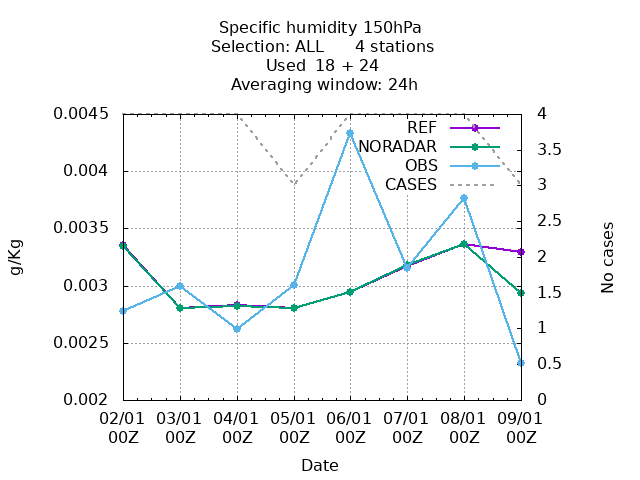 Specific humidity 150hPa
Selection: ALL 4 stations
Used 18 + 24
Averaging window: 24h
REF
NORADAR
OBS
CASES
0.0045
0.004
0.0035
0.003
0.0025
0.002
4
3.5
3
2.5
2
1.5
1
0.5
0
g/Kg
No cases
02/01 03/01 04/01 05/01 06/01 07/01 08/01 09/01
00Z 00Z 00Z 00Z 00Z 00Z 00Z 00Z
Date